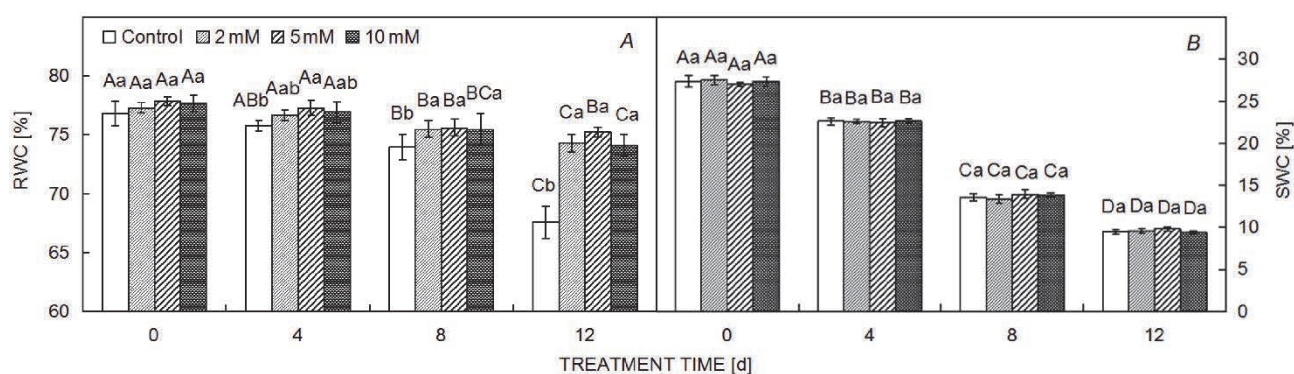 Control 2 mM 5 mM 10 mM A B
Aa Aa Aa Aa
Aa Aa Aa Aa
ABb Aab Aa Aab
Bb Ba Ba BCa
Cb Ca Ba Ca
Ba Ba Ba Ba
Ca Ca Ca Ca
Da Da Da Da
RWC [%]
80
75
70
65
60
SWC [%]
30
25
20
15
10
5
0
0 4 8 12 0 4 8 12
TREATMENT TIME [d]